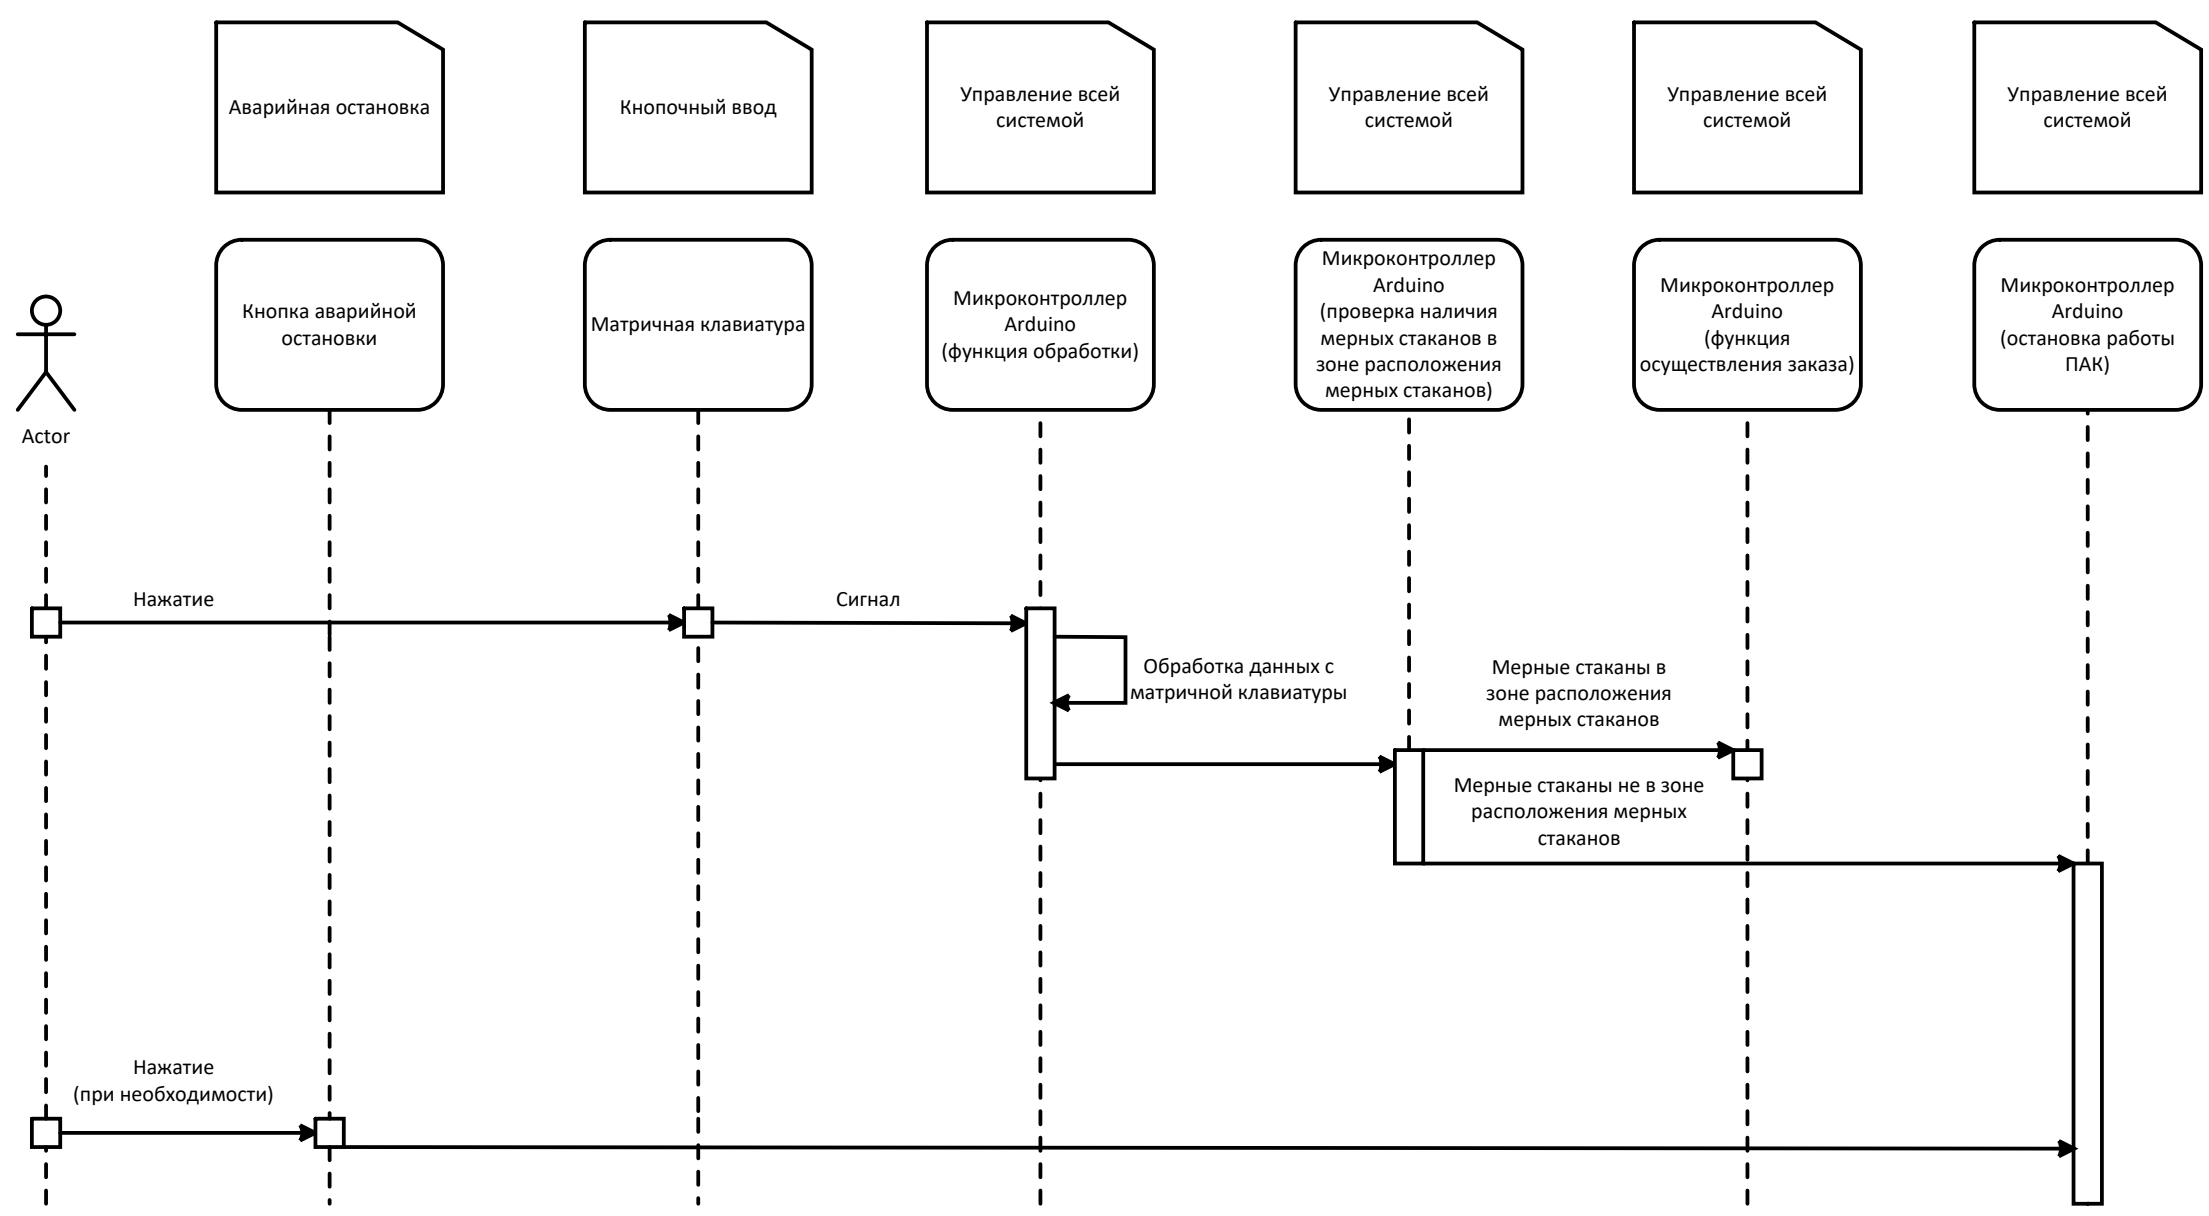 Аварийная остановка
Кнопочный ввод
Управление всей
системой
Управление всей
системой
Управление всей
системой
Управление всей
системой
Actor
Кнопка аварийной
остановки
Матричная клавиатура
Микроконтроллер
Arduino
(функция обработки)
Микроконтроллер
Arduino
(проверка наличия
мерных стаканов в
зоне расположения
мерных стаканов)
Микроконтроллер
Arduino
(функция
осуществления заказа)
Микроконтроллер
Arduino
(остановка работы
ПАК)
Нажатие
Сигнал
Обработка данных с
матричной клавиатуры
Мерные стаканы в
зоне расположения
мерных стаканов
Мерные стаканы не в зоне
расположения мерных
стаканов
Нажатие
(при необходимости)